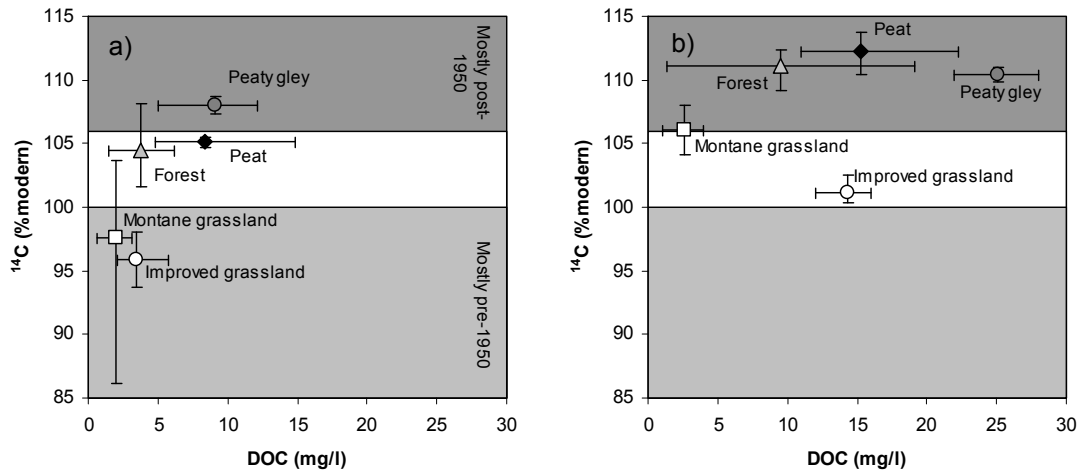 a)
115
110
105
100
95
90
85
¹⁴C (%modern)
Mostly post-
1950
Peaty gley
Peat
Forest
Montane grassland
Improved grassland
Mostly pre-1950
0 5 10 15 20 25 30
DOC (mg/l)
b)
115
110
105
100
95
90
85
¹⁴C (%modern)
Peat
Forest
Peaty gley
Montane grassland
Improved grassland
0 5 10 15 20 25 30
DOC (mg/l)